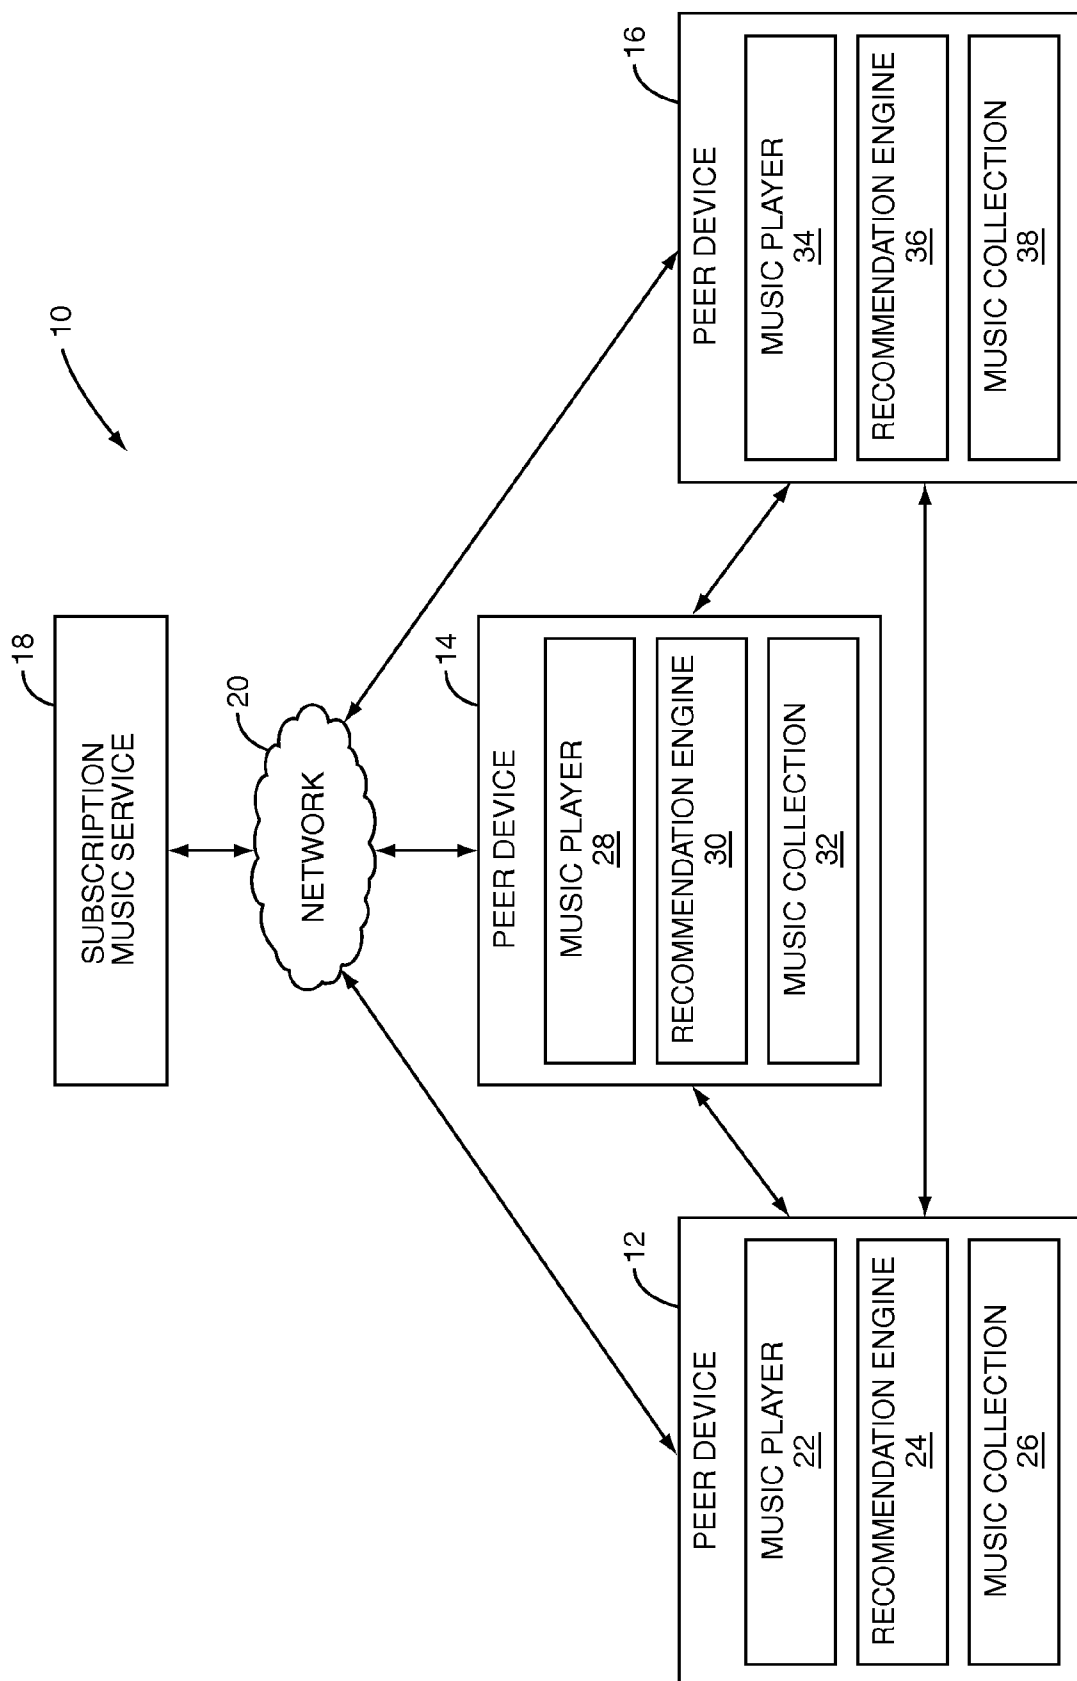 10
18
SUBSCRIPTION
MUSIC SERVICE
20
NETWORK
14
PEER DEVICE
MUSIC PLAYER
28
RECOMMENDATION ENGINE
30
MUSIC COLLECTION
32
12
PEER DEVICE
MUSIC PLAYER
22
RECOMMENDATION ENGINE
24
MUSIC COLLECTION
26
16
PEER DEVICE
MUSIC PLAYER
34
RECOMMENDATION ENGINE
36
MUSIC COLLECTION
38